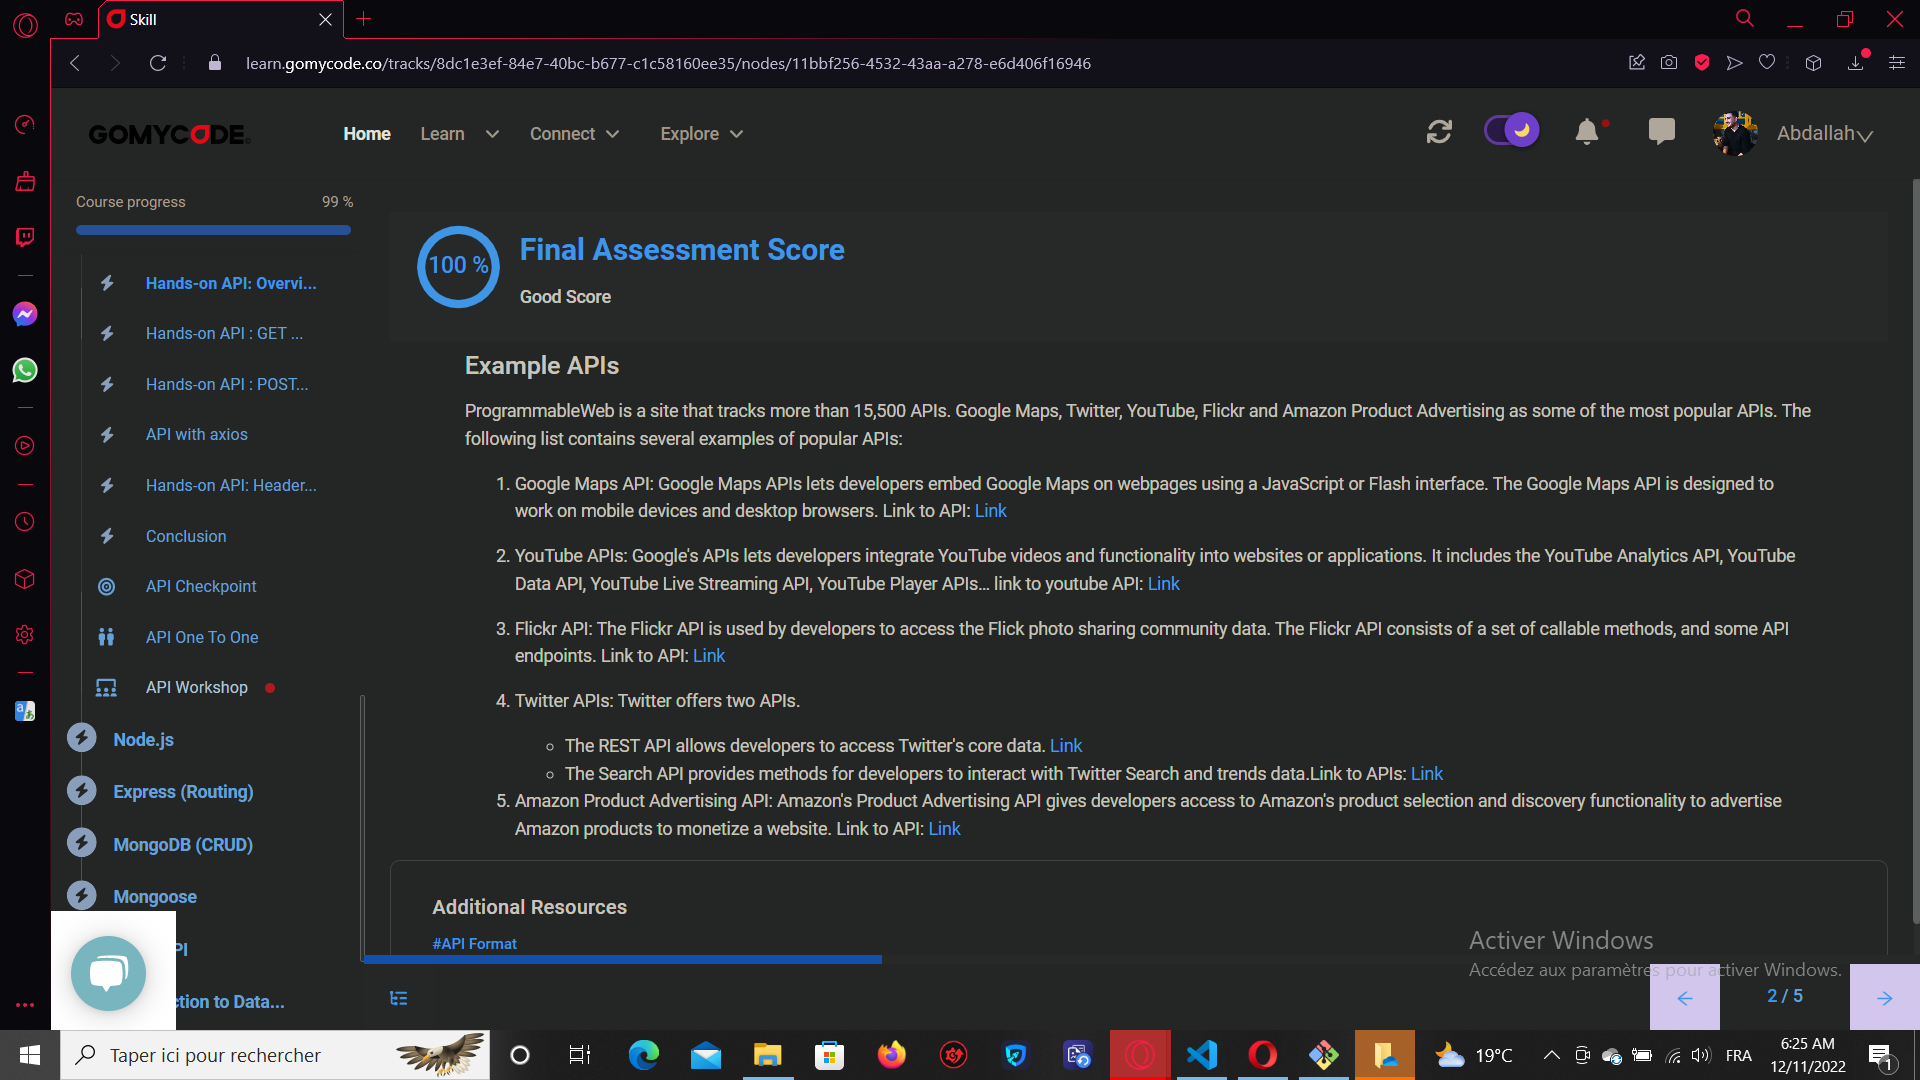 Skill
learn.gomycode.co/tracks/8dc1e3ef-84e7-40bc-b677-c1c58160ee35/nodes/11bbf256-4532-43aa-a278-e6d406f16946
GOMYCODE
Home
Learn
Connect
Explore
Abdallah
Course progress
99 %
Hands-on API: Overvi...
Hands-on API : GET ...
Hands-on API : POST...
API with axios
Hands-on API: Header...
Conclusion
API Checkpoint
API One To One
API Workshop
Node.js
Express (Routing)
MongoDB (CRUD)
Mongoose
PI
ction to Data...
100 %
Final Assessment Score
Good Score
Example APIs
ProgrammableWeb is a site that tracks more than 15,500 APIs. Google Maps, Twitter, YouTube, Flickr and Amazon Product Advertising as some of the most popular APIs. The
following list contains several examples of popular APIs:
1. Google Maps API: Google Maps APIs lets developers embed Google Maps on webpages using a JavaScript or Flash interface. The Google Maps API is designed to
work on mobile devices and desktop browsers. Link to API: Link
2. YouTube APIs: Google's APIs lets developers integrate YouTube videos and functionality into websites or applications. It includes the YouTube Analytics API, YouTube
Data API, YouTube Live Streaming API, YouTube Player APIs... link to youtube API: Link
3. Flickr API: The Flickr API is used by developers to access the Flick photo sharing community data. The Flickr API consists of a set of callable methods, and some API
endpoints. Link to API: Link
4. Twitter APIs: Twitter offers two APIs.
The REST API allows developers to access Twitter's core data. Link
The Search API provides methods for developers to interact with Twitter Search and trends data.Link to APIs: Link
5. Amazon Product Advertising API: Amazon's Product Advertising API gives developers access to Amazon's product selection and discovery functionality to advertise
Amazon products to monetize a website. Link to API: Link
Additional Resources
#API Format
Activer Windows
Accédez aux paramètres pour activer Windows.
2 / 5
Taper ici pour rechercher
19°C
FRA
6:25 AM
12/11/2022
1